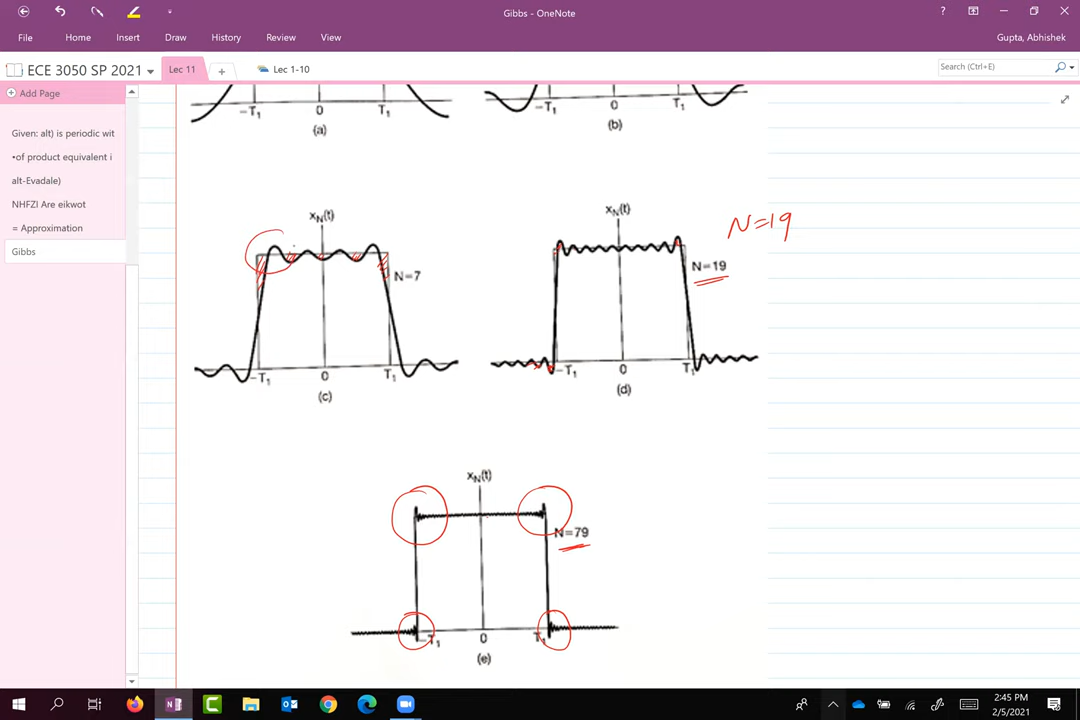 Gibbs - OneNote
?
File Home Insert Draw History Review View
Gupta, Abhishek
ECE 3050 SP 2021
Lec 11
+
Lec 1-10
Search (Ctrl+E)
Add Page
Given: alt) is periodic wit
•of product equivalent i
alt-Evadale)
NHFZI Are eikwot
= Approximation
Gibbs
-T1 0 T1
(a)
-T1 0 T1
(b)
xN(t)
N=7
-T1 0 T1
(c)
xN(t)
N=19
N=19
-T1 0 T1
(d)
xN(t)
N=79
-T1 0 T1
(e)
2:45 PM
2/5/2021